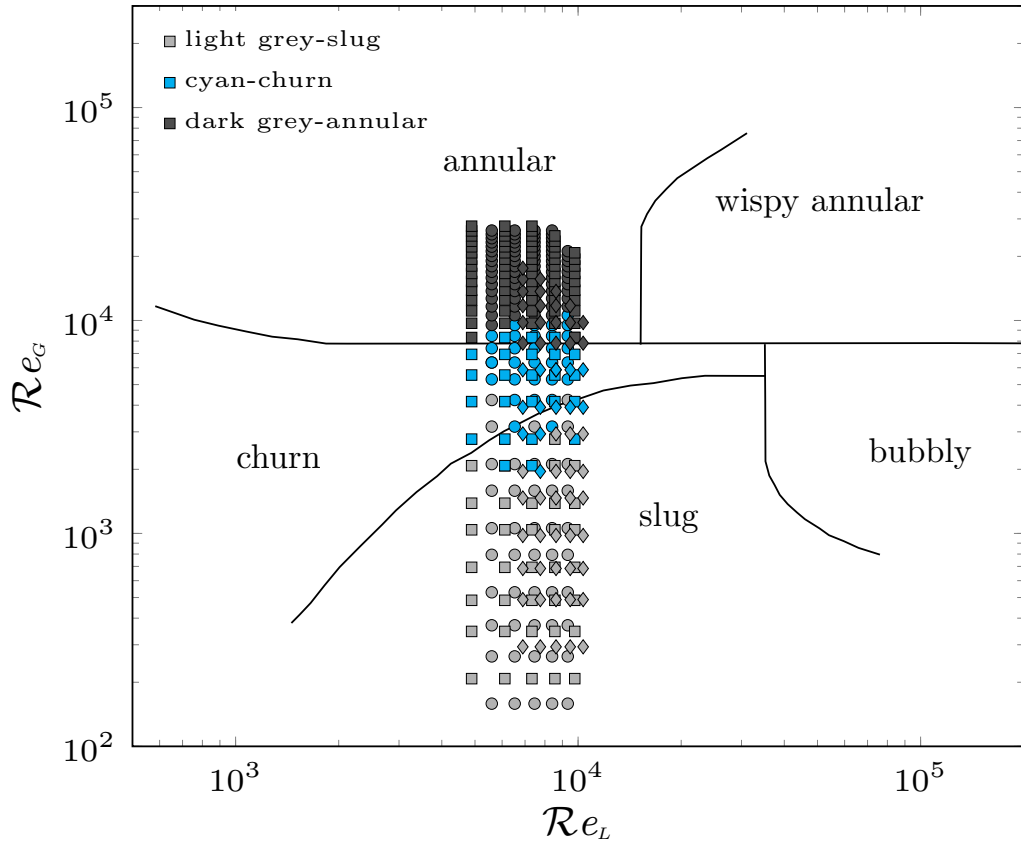 light grey-slug
cyan-churn
dark grey-annular
10^5
annular
wispy annular
10^4
Re_G
churn
bubbly
slug
10^3
10^2
10^3
10^4
10^5
Re_L